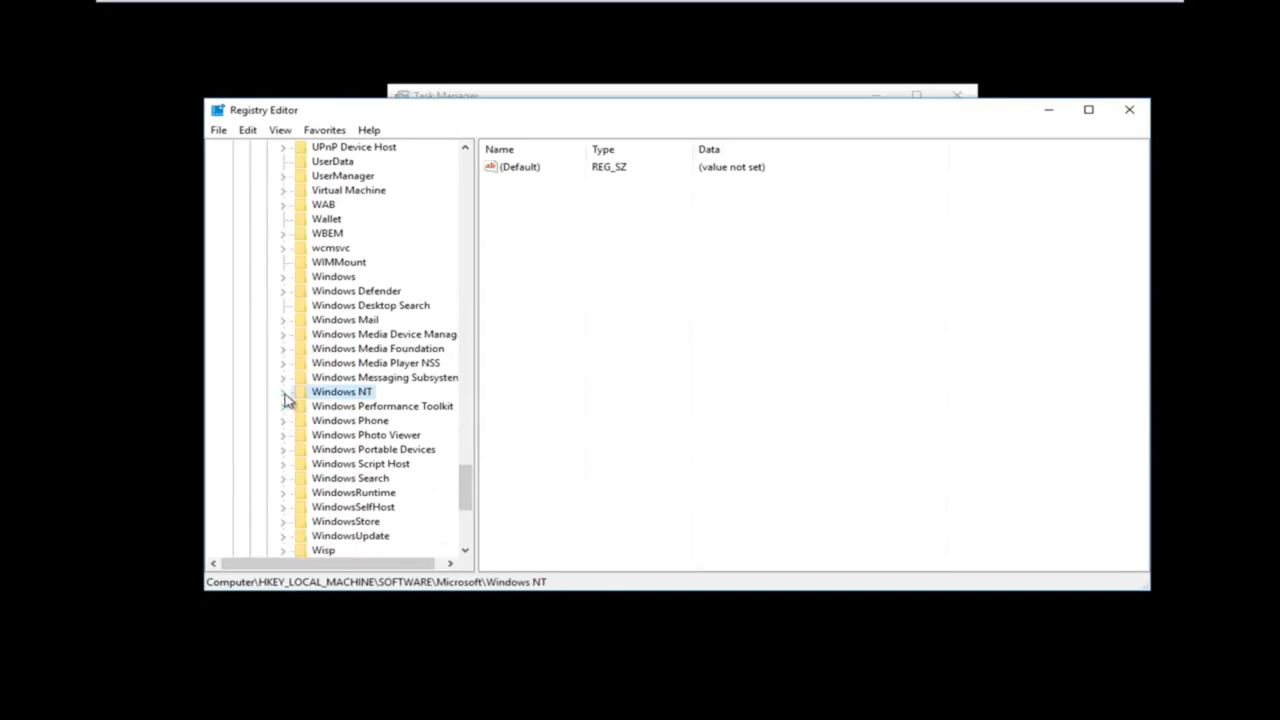 Task Manager
Registry Editor
File Edit View Favorites Help
UPnP Device Host
UserData
UserManager
Virtual Machine
WAB
Wallet
WBEM
wcmsvc
WIMMount
Windows
Windows Defender
Windows Desktop Search
Windows Mail
Windows Media Device Manag
Windows Media Foundation
Windows Media Player NSS
Windows Messaging Subsysten
Windows NT
Windows Performance Toolkit
Windows Phone
Windows Photo Viewer
Windows Portable Devices
Windows Script Host
Windows Search
WindowsRuntime
WindowsSelfHost
WindowsStore
WindowsUpdate
Wisp
Name Type Data
ab (Default) REG_SZ (value not set)
Computer\HKEY_LOCAL_MACHINE\SOFTWARE\Microsoft\Windows NT